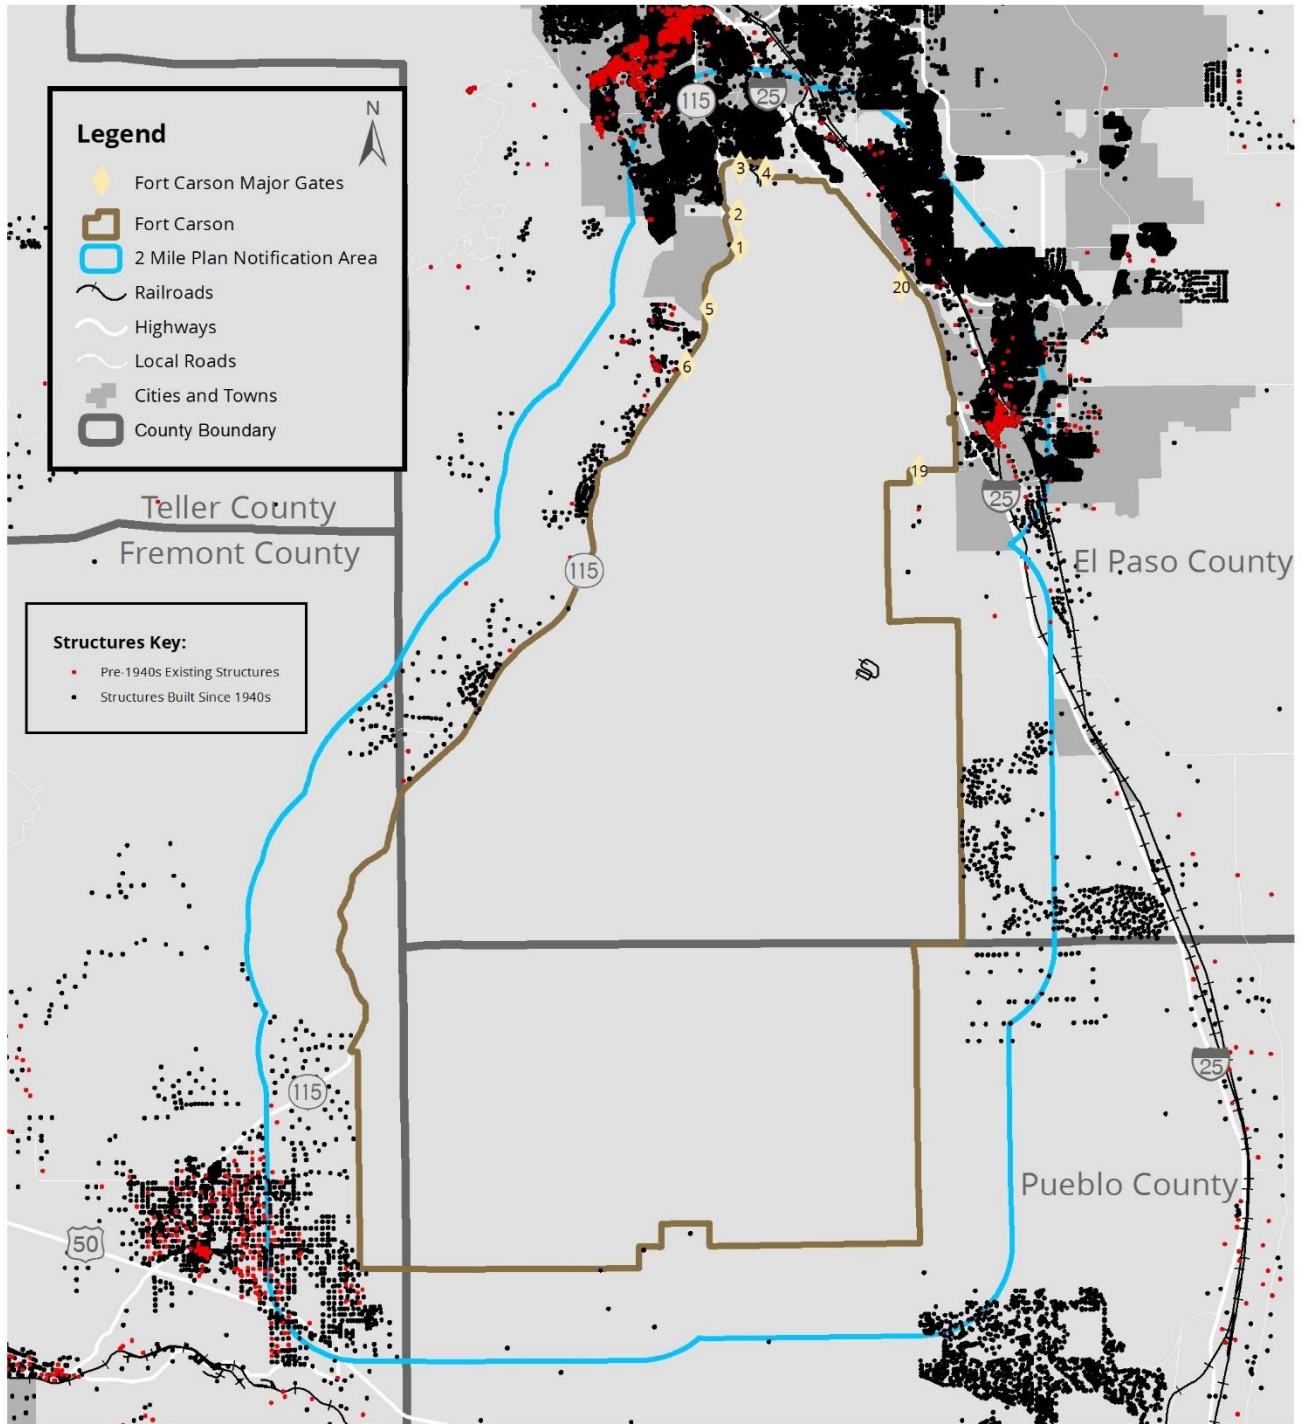 Legend
N
Fort Carson Major Gates
Fort Carson
2 Mile Plan Notification Area
Railroads
Highways
Local Roads
Cities and Towns
County Boundary
115
25
3
4
2
1
20
5
6
19
25
Teller County
Fremont County
El Paso County
115
Structures Key:
Pre-1940s Existing Structures
Structures Built Since 1940s
25
115
Pueblo County
50